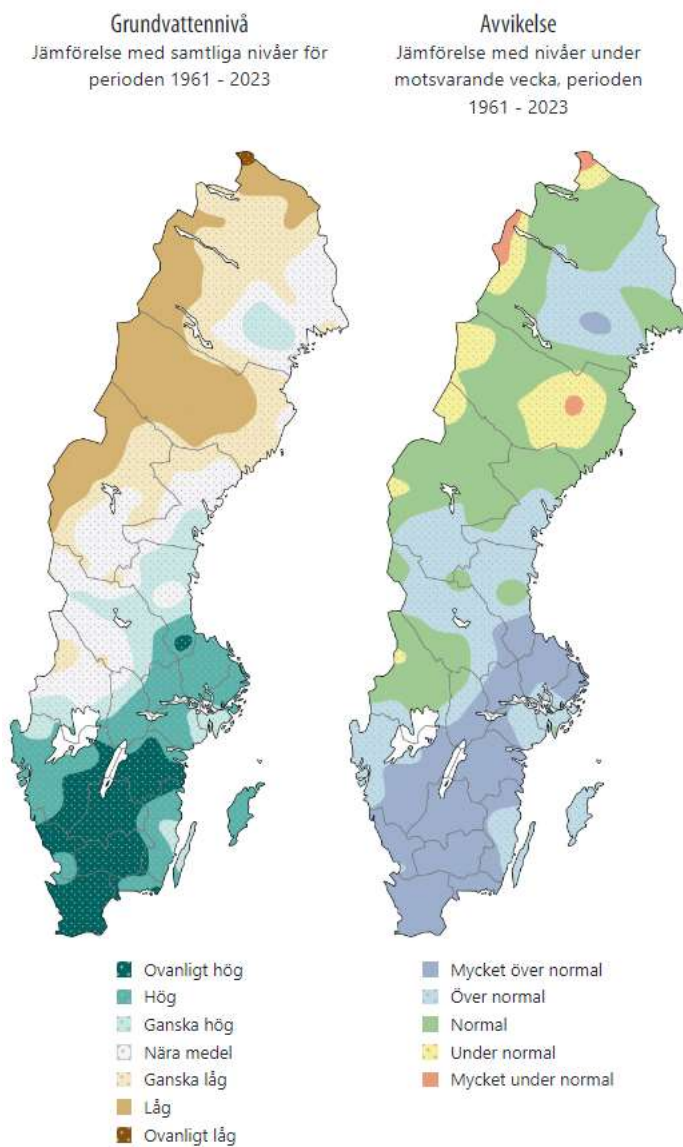 Grundvattennivå
Jämförelse med samtliga nivåer för
perioden 1961 - 2023
Avvikelse
Jämförelse med nivåer under
motsvarande vecka, perioden
1961 - 2023
Ovanligt hög
Hög
Ganska hög
Nära medel
Ganska låg
Låg
Ovanligt låg
Mycket över normal
Över normal
Normal
Under normal
Mycket under normal